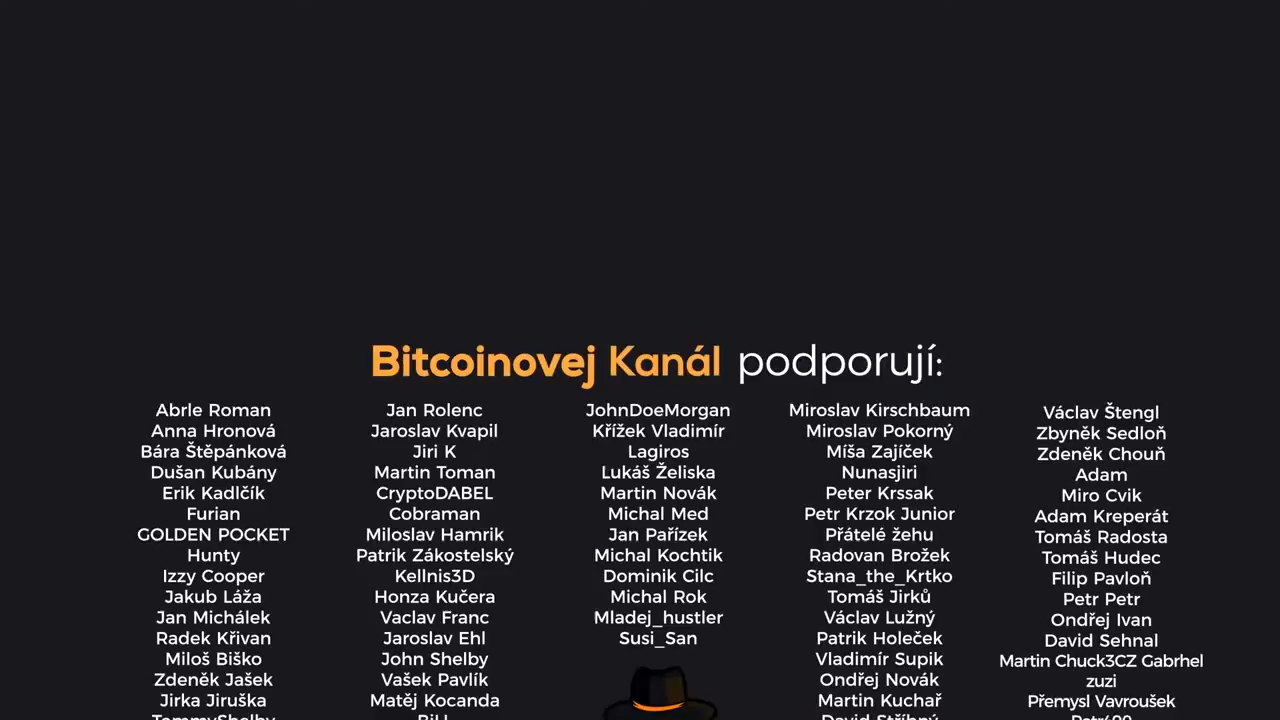 Bitcoinovej Kanál podporují:
Abrle Roman
Anna Hronová
Bára Štěpánková
Dušan Kubány
Erik Kadlčík
Furian
GOLDEN POCKET
Hunty
Izzy Cooper
Jakub Láža
Jan Michálek
Radek Křivan
Miloš Biško
Zdeněk Jašek
Jirka Jiruška
TommyShelby
Jan Rolenc
Jaroslav Kvapil
Jiri K
Martin Toman
CryptoDABEL
Cobraman
Miloslav Hamrik
Patrik Zákostelský
Kellnis3D
Honza Kučera
Vaclav Franc
Jaroslav Ehl
John Shelby
Vašek Pavlík
Matěj Kocanda
JohnDoeMorgan
Křížek Vladimír
Lagiros
Lukáš Želiska
Martin Novák
Michal Med
Jan Pařízek
Michal Kochtik
Dominik Cilc
Michal Rok
Mladej_hustler
Susi_San
Miroslav Kirschbaum
Miroslav Pokorný
Míša Zajíček
Nunasjiri
Peter Krssak
Petr Krzok Junior
Přátelé žehu
Radovan Brožek
Stana_the_Krtko
Tomáš Jirků
Václav Lužný
Patrik Holeček
Vladimír Supik
Ondřej Novák
Martin Kuchař
David Stříbný
Václav Štengl
Zbyněk Sedloň
Zdeněk Chouň
Adam
Miro Cvik
Adam Kreperát
Tomáš Radosta
Tomáš Hudec
Filip Pavloň
Petr Petr
Ondřej Ivan
David Sehnal
Martin Chuck3CZ Gabrhel
zuzi
Přemysl Vavroušek